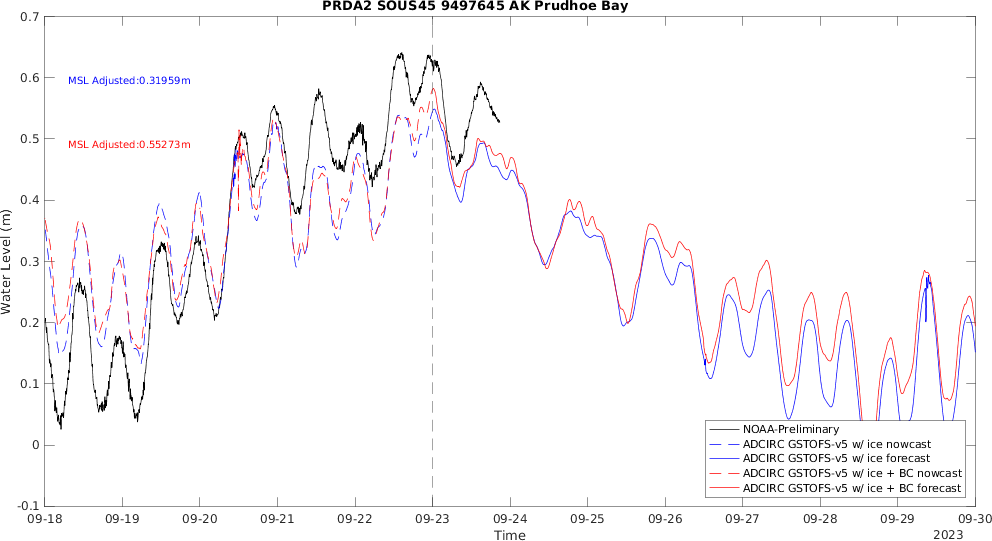 PRDA2 SOUS45 9497645 AK Prudhoe Bay
0.7
0.6
0.5
0.4
0.3
0.2
0.1
0
-0.1
Water Level (m)
MSL Adjusted:0.31959m
MSL Adjusted:0.55273m
NOAA-Preliminary
ADCIRC GSTOFS-v5 w/ ice nowcast
ADCIRC GSTOFS-v5 w/ ice forecast
ADCIRC GSTOFS-v5 w/ ice + BC nowcast
ADCIRC GSTOFS-v5 w/ ice + BC forecast
09-18 09-19 09-20 09-21 09-22 09-23 09-24 09-25 09-26 09-27 09-28 09-29 09-30
Time
2023